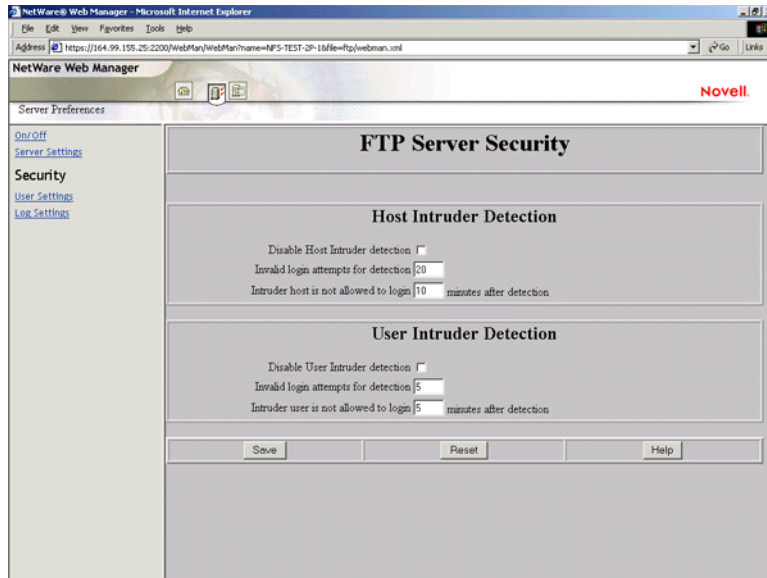 NetWare® Web Manager - Microsoft Internet Explorer
File Edit View Favorites Tools Help
Address https://164.99.155.25:2200/WebMan/WebMan?name=NFS-TEST-2P-1&file=ftp/webman.xml Go Links
NetWare Web Manager
Novell.
Server Preferences
On/Off
Server Settings
Security
User Settings
Log Settings
FTP Server Security
Host Intruder Detection
Disable Host Intruder detection
Invalid login attempts for detection 20
Intruder host is not allowed to login 10 minutes after detection
User Intruder Detection
Disable User Intruder detection
Invalid login attempts for detection 5
Intruder user is not allowed to login 5 minutes after detection
Save Reset Help